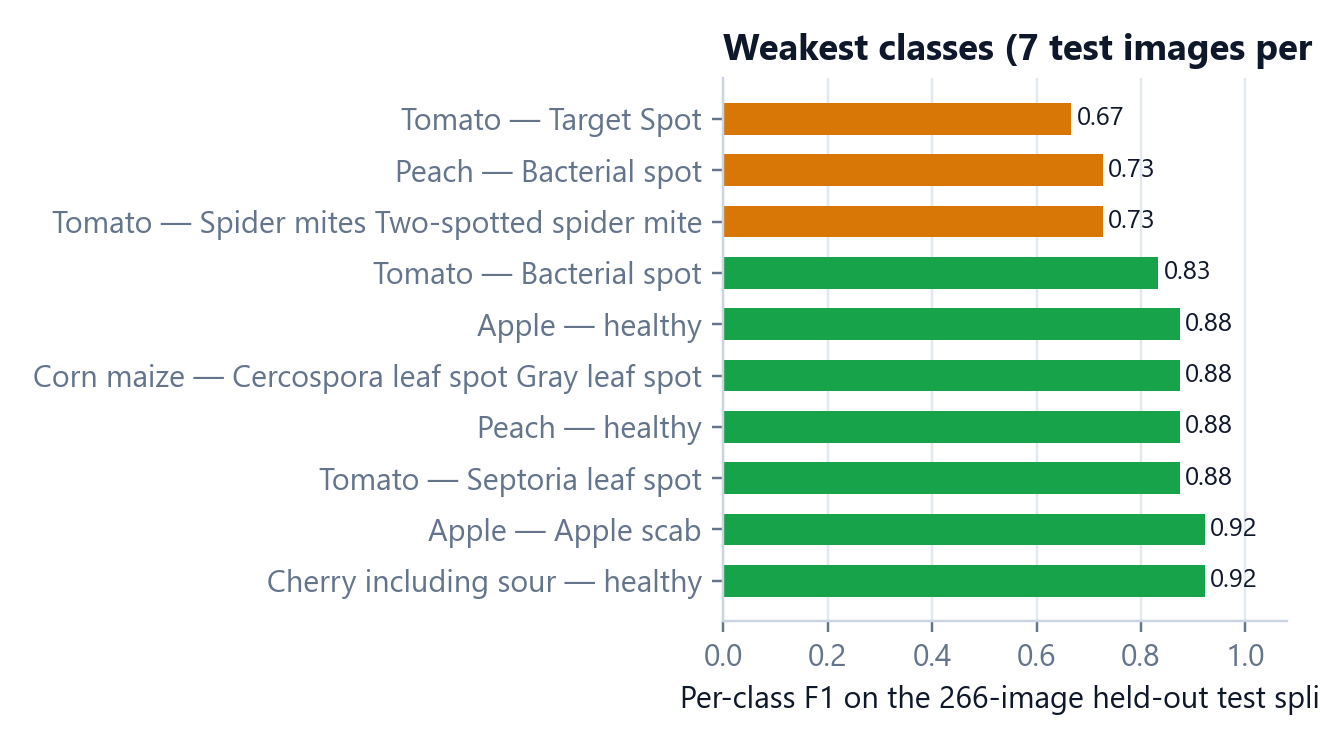 Weakest classes (7 test images per
Tomato — Target Spot 0.67
Peach — Bacterial spot 0.73
Tomato — Spider mites Two-spotted spider mite 0.73
Tomato — Bacterial spot 0.83
Apple — healthy 0.88
Corn maize — Cercospora leaf spot Gray leaf spot 0.88
Peach — healthy 0.88
Tomato — Septoria leaf spot 0.88
Apple — Apple scab 0.92
Cherry including sour — healthy 0.92
0.0 0.2 0.4 0.6 0.8 1.0
Per-class F1 on the 266-image held-out test spli